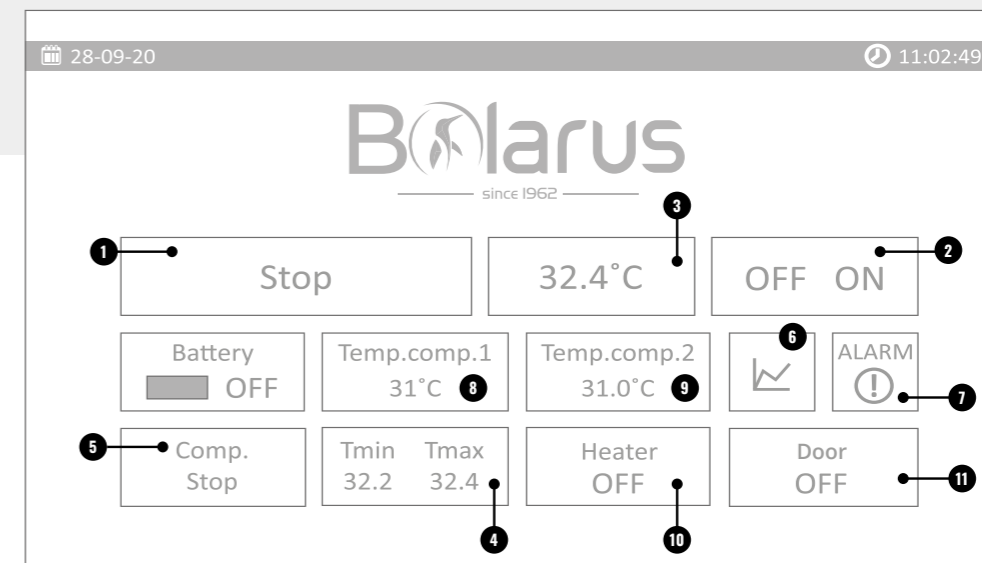 28-09-20 11:02:49
Bolarus
since 1962
3
1 2
Stop 32.4°C OFF ON
6
Battery Temp.comp.1 Temp.comp.2 ALARM
OFF 31°C 8 31.0°C 9 7
5 Comp. Tmin Tmax Heater Door
Stop 32.2 32.4 OFF OFF 11
4 10